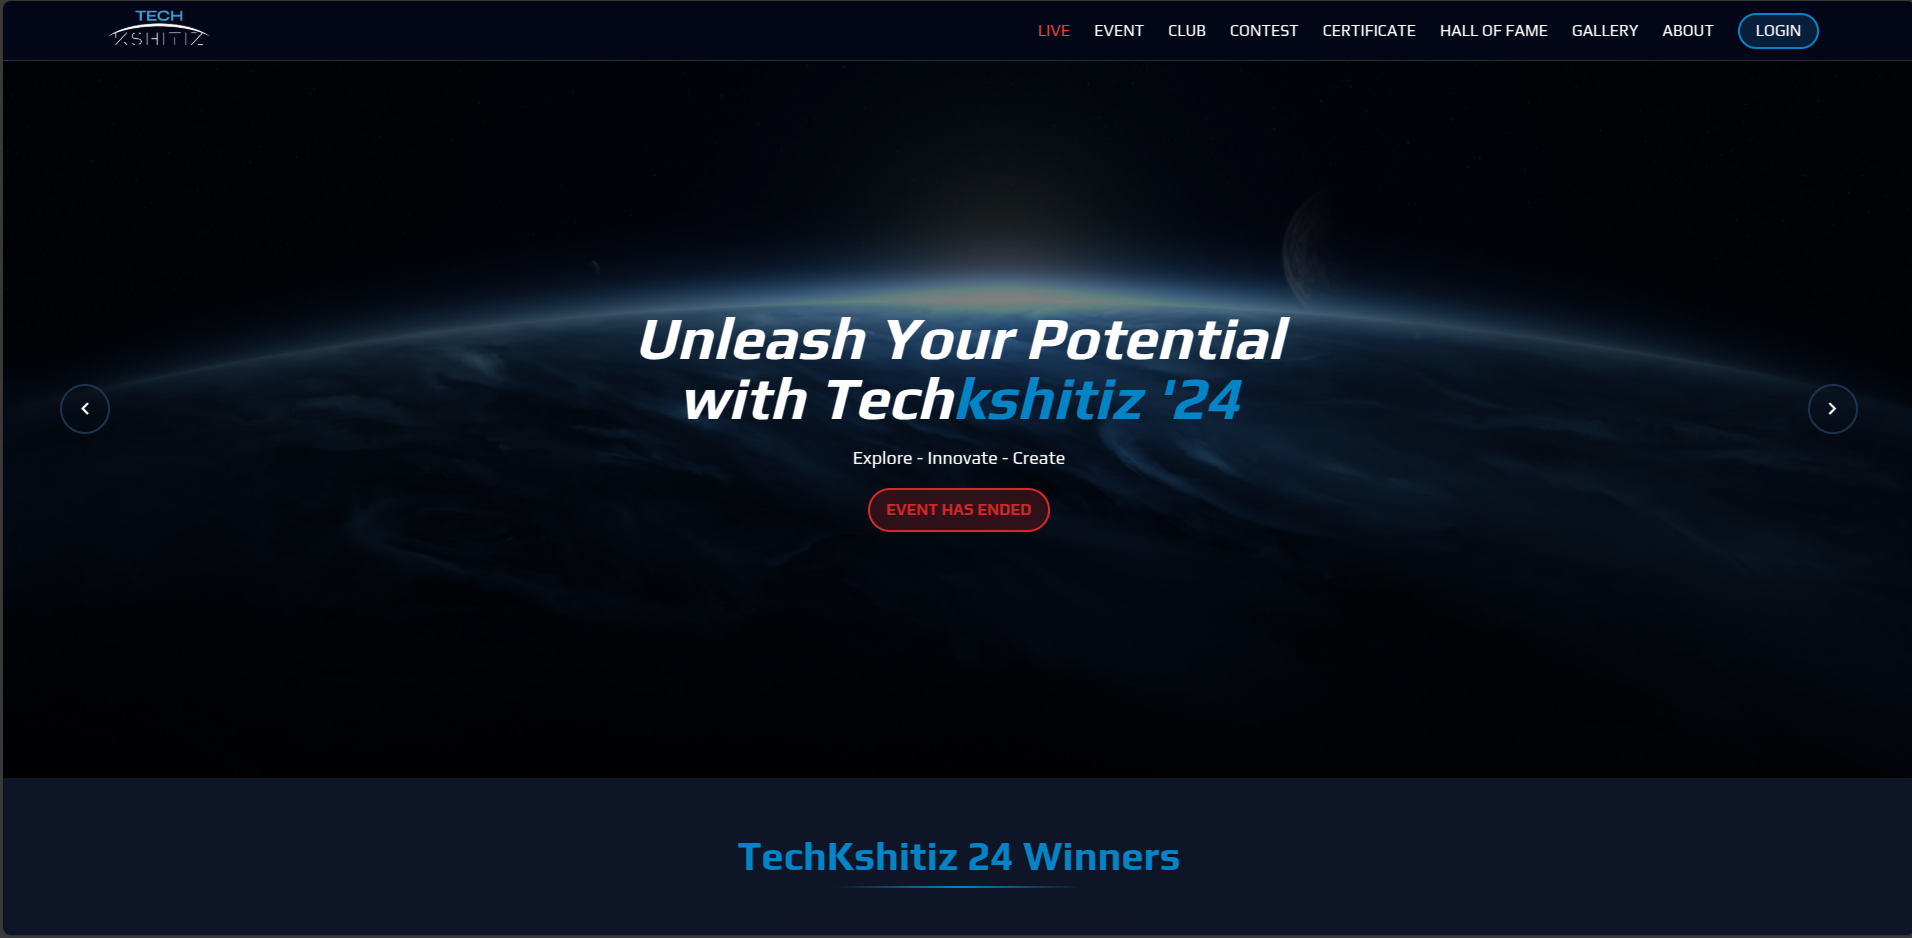 TECH
KSHITIZ
LIVE EVENT CLUB CONTEST CERTIFICATE HALL OF FAME GALLERY ABOUT LOGIN
Unleash Your Potential
with Techkshitiz '24
Explore - Innovate - Create
EVENT HAS ENDED
TechKshitiz 24 Winners